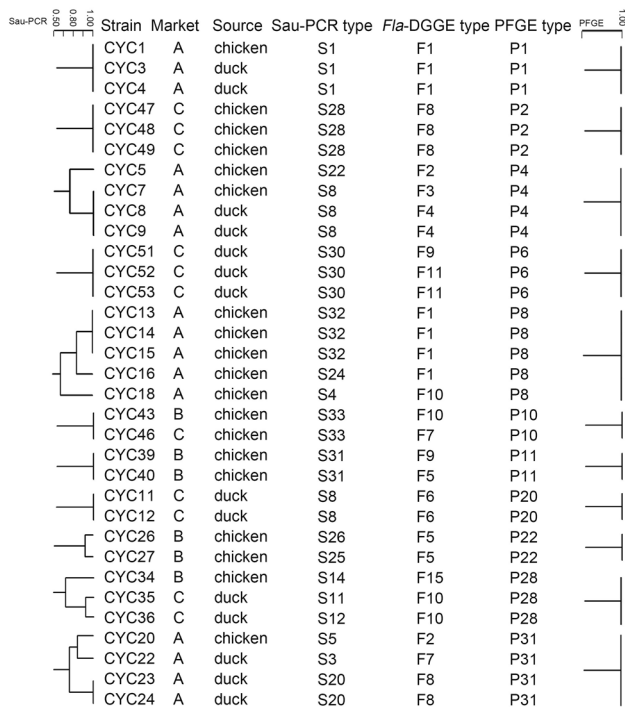 Sau-PCR 0.50 0.80 1.00 Strain Market Source Sau-PCR type Fla-DGGE type PFGE type PFGE 1.00
CYC1 A chicken S1 F1 P1
CYC3 A duck S1 F1 P1
CYC4 A duck S1 F1 P1
CYC47 C chicken S28 F8 P2
CYC48 C chicken S28 F8 P2
CYC49 C chicken S28 F8 P2
CYC5 A chicken S22 F2 P4
CYC7 A chicken S8 F3 P4
CYC8 A duck S8 F4 P4
CYC9 A duck S8 F4 P4
CYC51 C duck S30 F9 P6
CYC52 C duck S30 F11 P6
CYC53 C duck S30 F11 P6
CYC13 A chicken S32 F1 P8
CYC14 A chicken S32 F1 P8
CYC15 A chicken S32 F1 P8
CYC16 A chicken S24 F1 P8
CYC18 A chicken S4 F10 P8
CYC43 B chicken S33 F10 P10
CYC46 C chicken S33 F7 P10
CYC39 B chicken S31 F9 P11
CYC40 B chicken S31 F5 P11
CYC11 C duck S8 F6 P20
CYC12 C duck S8 F6 P20
CYC26 B chicken S26 F5 P22
CYC27 B chicken S25 F5 P22
CYC34 B chicken S14 F15 P28
CYC35 C duck S11 F10 P28
CYC36 C duck S12 F10 P28
CYC20 A chicken S5 F2 P31
CYC22 A duck S3 F7 P31
CYC23 A duck S20 F8 P31
CYC24 A duck S20 F8 P31